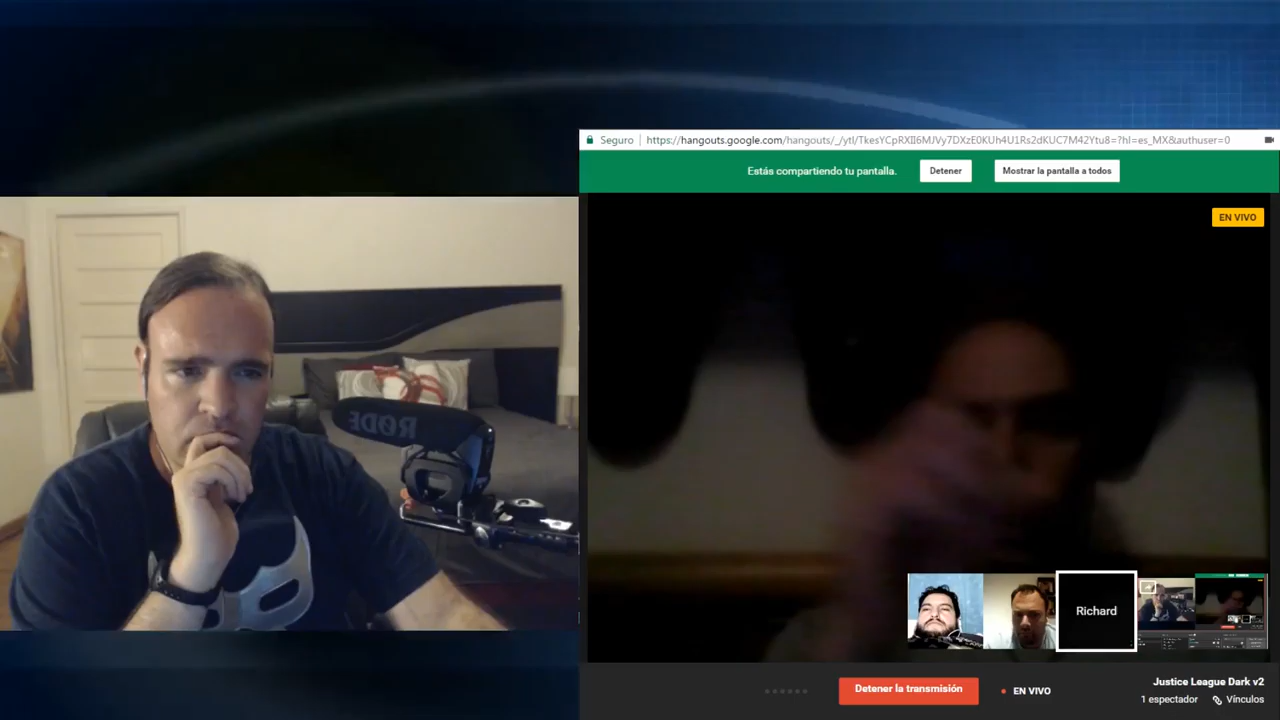 Seguro
https://hangouts.google.com/hangouts/_/ytl/TkesYCpRXII6MJVy7DXzE0KUh4U1Rs2dKUC7M42Ytu8=?hl=es_MX&authuser=0
Estás compartiendo tu pantalla.
Detener
Mostrar la pantalla a todos
EN VIVO
RØDE
Richard
Detener la transmisión
EN VIVO
Justice League Dark v2
1 espectador
Vínculos